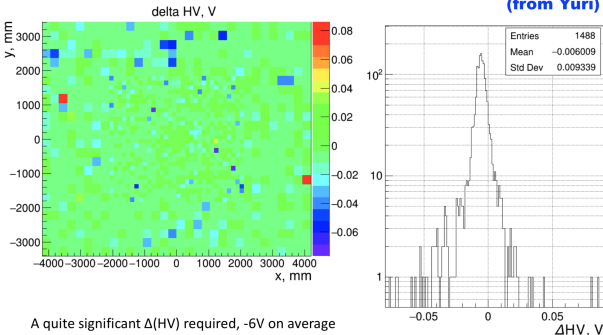 (from Yuri)
delta HV, V
y, mm
3000
2000
1000
0
−1000
−2000
−3000
−4000 −3000 −2000 −1000 0 1000 2000 3000 4000
x, mm
0.08
0.06
0.04
0.02
0
−0.02
−0.04
−0.06
Entries 1488
Mean −0.006009
Std Dev 0.009339
10²
10
1
−0.05 0 0.05
ΔHV, V
A quite significant Δ(HV) required, -6V on average